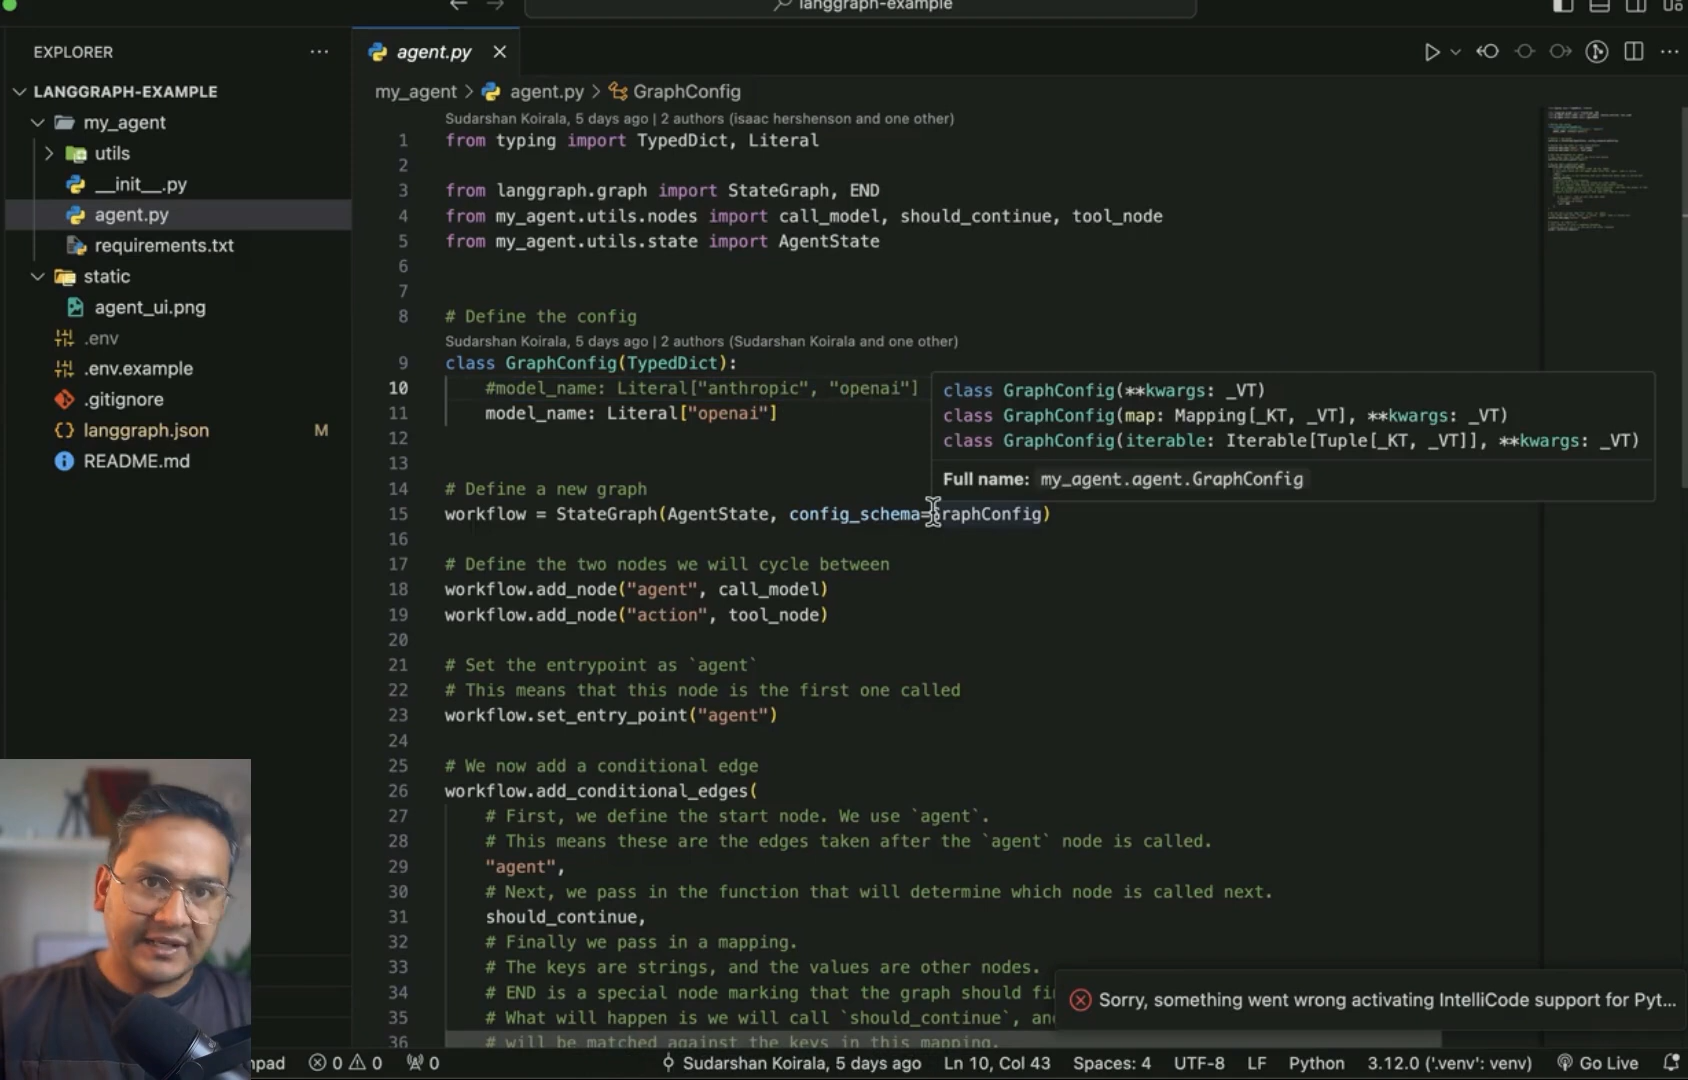 langgraph-example
EXPLORER
LANGGRAPH-EXAMPLE
my_agent
utils
__init__.py
agent.py
requirements.txt
static
agent_ui.png
.env
.env.example
.gitignore
langgraph.json M
README.md
agent.py
my_agent > agent.py > GraphConfig
Sudarshan Koirala, 5 days ago | 2 authors (isaac hershenson and one other)
1 from typing import TypedDict, Literal
2
3 from langgraph.graph import StateGraph, END
4 from my_agent.utils.nodes import call_model, should_continue, tool_node
5 from my_agent.utils.state import AgentState
6
7
8 # Define the config
Sudarshan Koirala, 5 days ago | 2 authors (Sudarshan Koirala and one other)
9 class GraphConfig(TypedDict):
10 #model_name: Literal["anthropic", "openai"]
11 model_name: Literal["openai"]
12
13
14 # Define a new graph
15 workflow = StateGraph(AgentState, config_schema=GraphConfig)
16
17 # Define the two nodes we will cycle between
18 workflow.add_node("agent", call_model)
19 workflow.add_node("action", tool_node)
20
21 # Set the entrypoint as `agent`
22 # This means that this node is the first one called
23 workflow.set_entry_point("agent")
24
25 # We now add a conditional edge
26 workflow.add_conditional_edges(
27 # First, we define the start node. We use `agent`.
28 # This means these are the edges taken after the `agent` node is called.
29 "agent",
30 # Next, we pass in the function that will determine which node is called next.
31 should_continue,
32 # Finally we pass in a mapping.
33 # The keys are strings, and the values are other nodes.
34 # END is a special node marking that the graph should fi
35 # What will happen is we will call `should_continue`, an
36 # will be matched against the keys in this mapping.
class GraphConfig(**kwargs: _VT)
class GraphConfig(map: Mapping[_KT, _VT], **kwargs: _VT)
class GraphConfig(iterable: Iterable[Tuple[_KT, _VT]], **kwargs: _VT)
Full name: my_agent.agent.GraphConfig
Sorry, something went wrong activating IntelliCode support for Pyt...
npad 0 0 0 Sudarshan Koirala, 5 days ago Ln 10, Col 43 Spaces: 4 UTF-8 LF Python 3.12.0 ('.venv': venv) Go Live